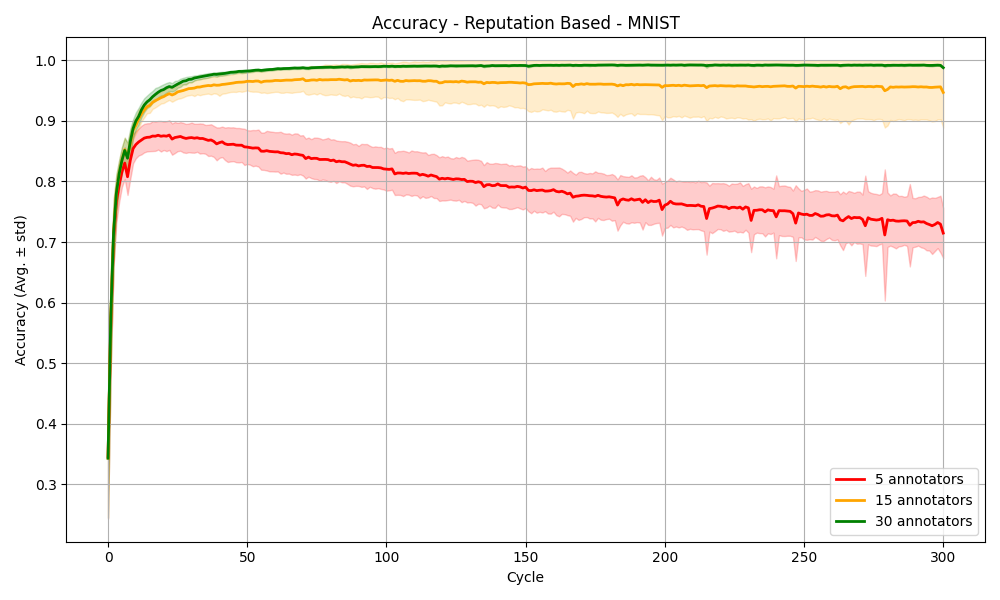 Accuracy - Reputation Based - MNIST
Accuracy (Avg. ± std)
1.0
0.9
0.8
0.7
0.6
0.5
0.4
0.3
0
50
100
150
200
250
300
Cycle
5 annotators
15 annotators
30 annotators